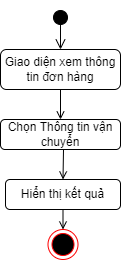 Giao diện xem thông
tin đơn hàng
Chọn Thông tin vận
chuyển
Hiển thị kết quả